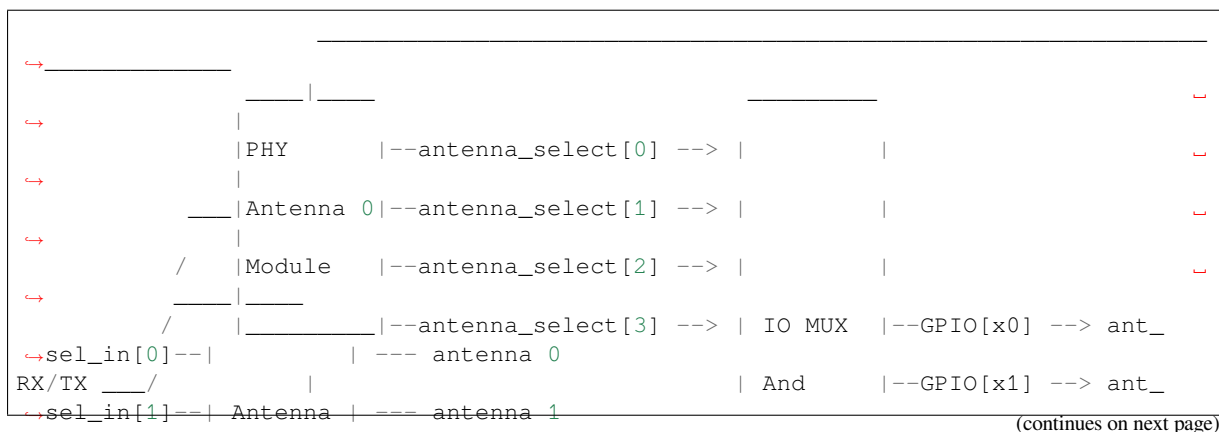 _______________________________________________________________
↪_____________
____|____ _________ ␣
↪ |
|PHY |--antenna_select[0] --> | | ␣
↪ |
___|Antenna 0|--antenna_select[1] --> | | ␣
↪ |
/ |Module |--antenna_select[2] --> | | ␣
↪ ____|____
/ |_________|--antenna_select[3] --> | IO MUX |--GPIO[x0] --> ant_
↪sel_in[0]--| | --- antenna 0
RX/TX ___/ | | And |--GPIO[x1] --> ant_
↪sel_in[1]--| Antenna | --- antenna 1
(continues on next page)